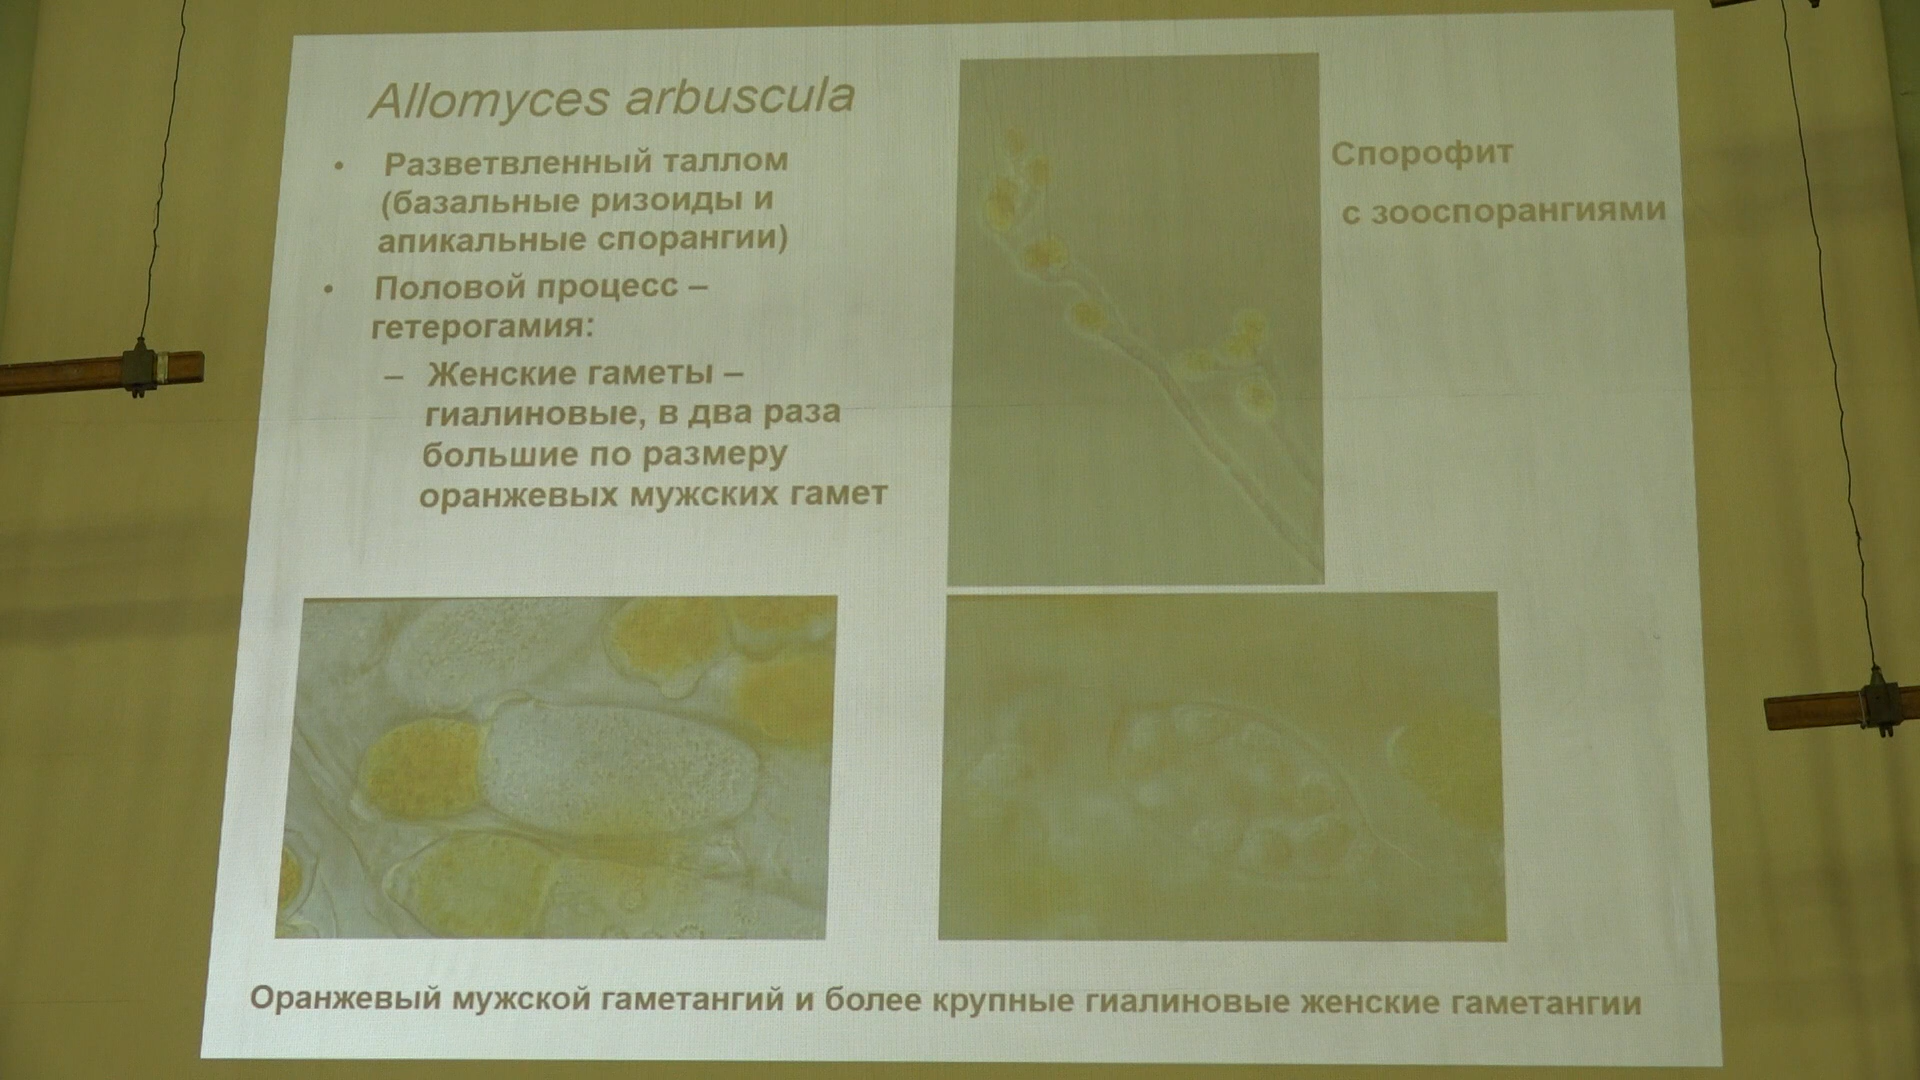 Allomyces arbuscula
• Разветвленный таллом
(базальные ризоиды и
апикальные спорангии)
• Половой процесс –
гетерогамия:
– Женские гаметы –
гиалиновые, в два раза
большие по размеру
оранжевых мужских гамет
Спорофит
с зооспорангиями
Оранжевый мужской гаметангий и более крупные гиалиновые женские гаметангии